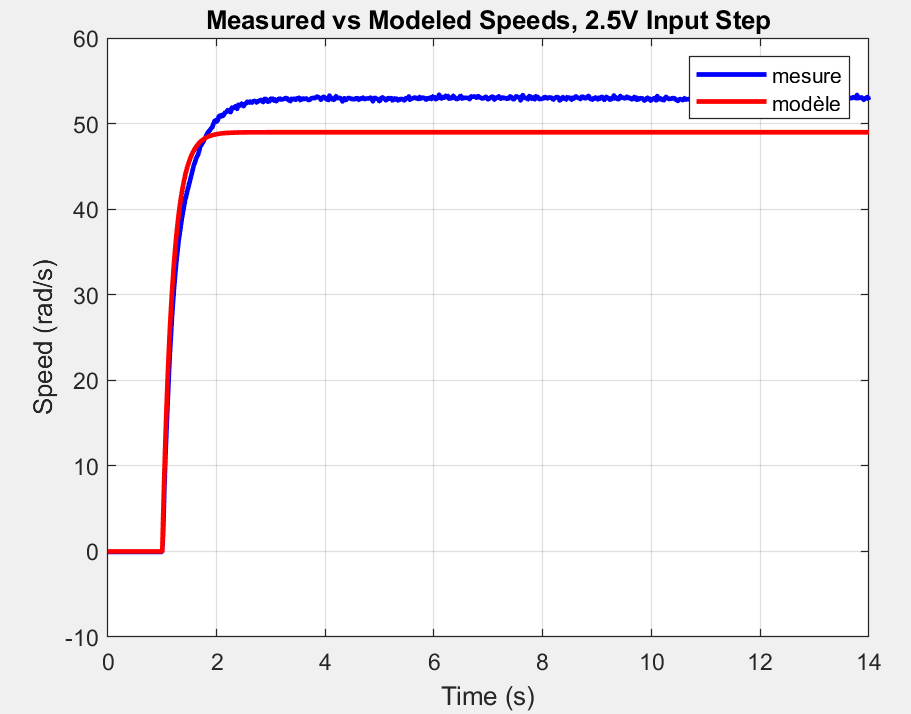 Measured vs Modeled Speeds, 2.5V Input Step
60
50
40
30
20
10
0
-10
Speed (rad/s)
mesure
modèle
0 2 4 6 8 10 12 14
Time (s)